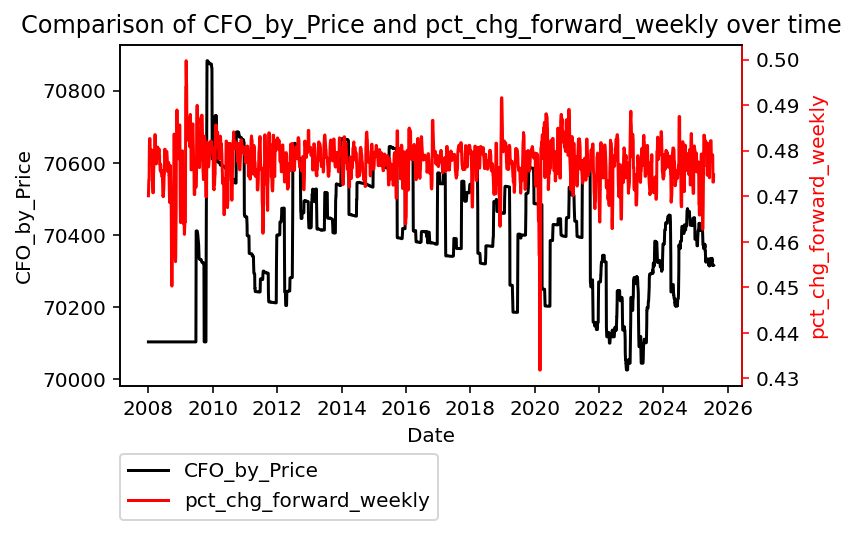 Comparison of CFO_by_Price and pct_chg_forward_weekly over time
70800
70600
70400
70200
70000
CFO_by_Price
0.50
0.49
0.48
0.47
0.46
0.45
0.44
0.43
pct_chg_forward_weekly
2008 2010 2012 2014 2016 2018 2020 2022 2024 2026
Date
CFO_by_Price
pct_chg_forward_weekly